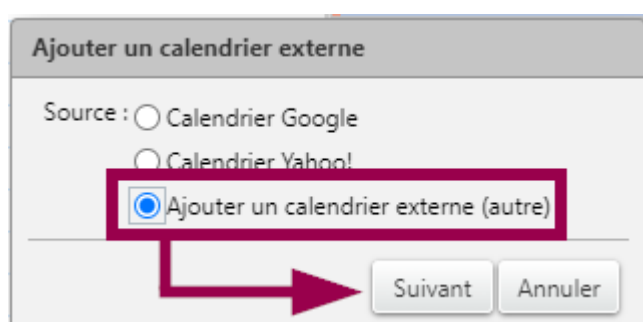 Ajouter un calendrier externe
Source : Calendrier Google
Calendrier Yahoo!
Ajouter un calendrier externe (autre)
Suivant Annuler